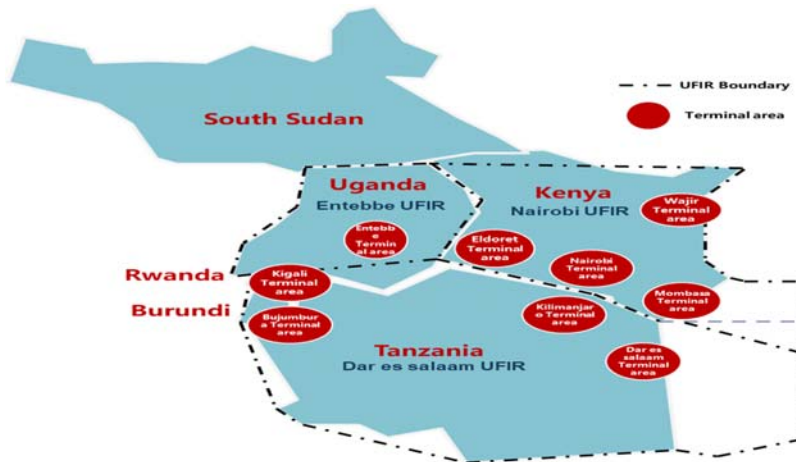 UFIR Boundary
Terminal area
South Sudan
Uganda
Entebbe UFIR
Kenya
Nairobi UFIR
Wajir
Terminal
area
Entebb
e Termin
al area
Eldoret
Terminal
area
Nairobi
Terminal
area
Rwanda
Kigali
Terminal
area
Mombasa
Terminal
area
Burundi
Bujumbur
a Terminal
area
Kilimanjar
o Terminal
area
Tanzania
Dar es salaam UFIR
Dar es
salaam
Terminal
area